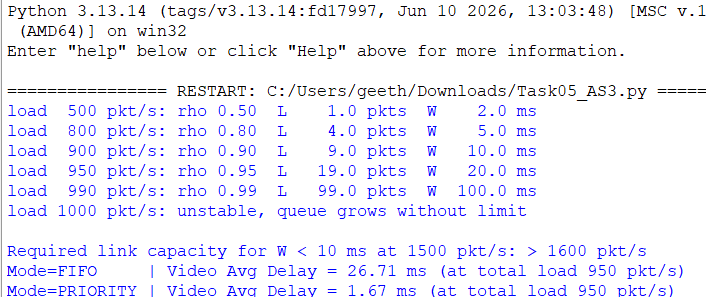 Python 3.13.14 (tags/v3.13.14:fd17997, Jun 10 2026, 13:03:48) [MSC v.1
(AMD64)] on win32
Enter "help" below or click "Help" above for more information.
================ RESTART: C:/Users/geeth/Downloads/Task05_AS3.py =====
load  500 pkt/s: rho 0.50  L    1.0 pkts  W    2.0 ms
load  800 pkt/s: rho 0.80  L    4.0 pkts  W    5.0 ms
load  900 pkt/s: rho 0.90  L    9.0 pkts  W   10.0 ms
load  950 pkt/s: rho 0.95  L   19.0 pkts  W   20.0 ms
load  990 pkt/s: rho 0.99  L   99.0 pkts  W  100.0 ms
load 1000 pkt/s: unstable, queue grows without limit
Required link capacity for W < 10 ms at 1500 pkt/s: > 1600 pkt/s
Mode=FIFO     | Video Avg Delay = 26.71 ms (at total load 950 pkt/s)
Mode=PRIORITY | Video Avg Delay = 1.67 ms (at total load 950 pkt/s)